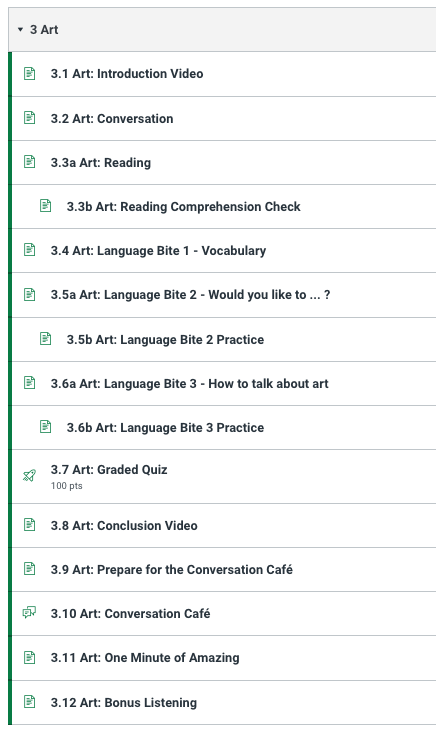 3 Art
3.1 Art: Introduction Video
3.2 Art: Conversation
3.3a Art: Reading
3.3b Art: Reading Comprehension Check
3.4 Art: Language Bite 1 - Vocabulary
3.5a Art: Language Bite 2 - Would you like to ... ?
3.5b Art: Language Bite 2 Practice
3.6a Art: Language Bite 3 - How to talk about art
3.6b Art: Language Bite 3 Practice
3.7 Art: Graded Quiz
100 pts
3.8 Art: Conclusion Video
3.9 Art: Prepare for the Conversation Café
3.10 Art: Conversation Café
3.11 Art: One Minute of Amazing
3.12 Art: Bonus Listening